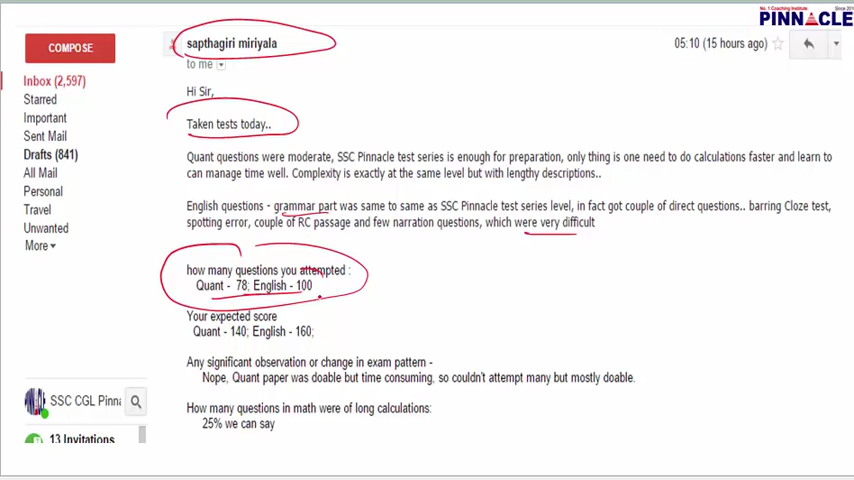 No. 1 Coaching Institute
PINNACLE
COMPOSE
sapthagiri miriyala
05:10 (15 hours ago)
to me
Inbox (2,597)
Starred
Important
Sent Mail
Drafts (841)
All Mail
Personal
Travel
Unwanted
More
Hi Sir,
Taken tests today..
Quant questions were moderate, SSC Pinnacle test series is enough for preparation, only thing is one need to do calculations faster and learn to
can manage time well. Complexity is exactly at the same level but with lengthy descriptions..
English questions - grammar part was same to same as SSC Pinnacle test series level, in fact got couple of direct questions.. barring Cloze test,
spotting error, couple of RC passage and few narration questions, which were very difficult
how many questions you attempted :
Quant - 78; English - 100
Your expected score
Quant - 140; English - 160;
Any significant observation or change in exam pattern -
Nope, Quant paper was doable but time consuming, so couldn't attempt many but mostly doable.
How many questions in math were of long calculations:
25% we can say
SSC CGL Pinna
13 Invitations